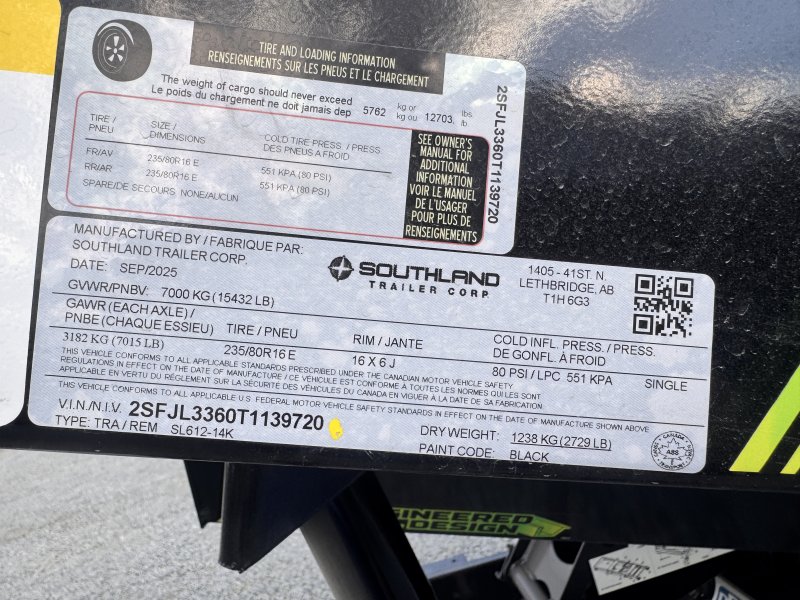 TIRE AND LOADING INFORMATION
RENSEIGNEMENTS SUR LES PNEUS ET LE CHARGEMENT
The weight of cargo should never exceed
Le poids du chargement ne doit jamais dep 5762 kg or kg ou 12703. lbs. lb.
TIRE / PNEU SIZE / DIMENSIONS COLD TIRE PRESS / PRESS. DES PNEUS A FROID
FR/AV 235/80R16 E 551 KPA (80 PSI)
RR/AR 235/80R16 E 551 KPA (80 PSI)
SPARE/DE SECOURS NONE/AUCUN
SEE OWNER'S
MANUAL FOR
ADDITIONAL
INFORMATION
VOIR LE MANUEL
DE L'USAGER
POUR PLUS DE
RENSEIGNEMENTS
2SFJL3360T1139720
MANUFACTURED BY / FABRIQUE PAR:
SOUTHLAND TRAILER CORP.
DATE: SEP/2025
SOUTHLAND
TRAILER CORP.
1405 - 41ST. N.
LETHBRIDGE, AB
T1H 6G3
GVWR/PNBV: 7000 KG (15432 LB)
GAWR (EACH AXLE) /
PNBE (CHAQUE ESSIEU) TIRE / PNEU RIM / JANTE COLD INFL. PRESS. / PRESS. DE GONFL. À FROID
3182 KG (7015 LB) 235/80R16 E 16 X 6 J 80 PSI / LPC 551 KPA SINGLE
THIS VEHICLE CONFORMS TO ALL APPLICABLE STANDARDS PRESCRIBED UNDER THE CANADIAN MOTOR VEHICLE SAFETY
REGULATIONS IN EFFECT ON THE DATE OF MANUFACTURE / CE VÉHICULE EST CONFORME À TOUTES LES NORMES QUI LES SONT
APPLICABLE EN VERTU DU RÈGLEMENT SUR LA SÉCURITÉ DES VÉHICULES DU CANADA EN VIGUER À LA DATE DE SA FABRICATION.
THIS VEHICLE CONFORMS TO ALL APPLICABLE U.S. FEDERAL MOTOR VEHICLE SAFETY STANDARDS IN EFFECT ON THE DATE OF MANUFACTURE SHOWN ABOVE
V.I.N./N.I.V. 2SFJL3360T1139720
TYPE: TRA / REM SL612-14K
DRY WEIGHT: 1238 KG (2729 LB)
PAINT CODE: BLACK
CANADA
ABS
TRANSPORT
DESIGN